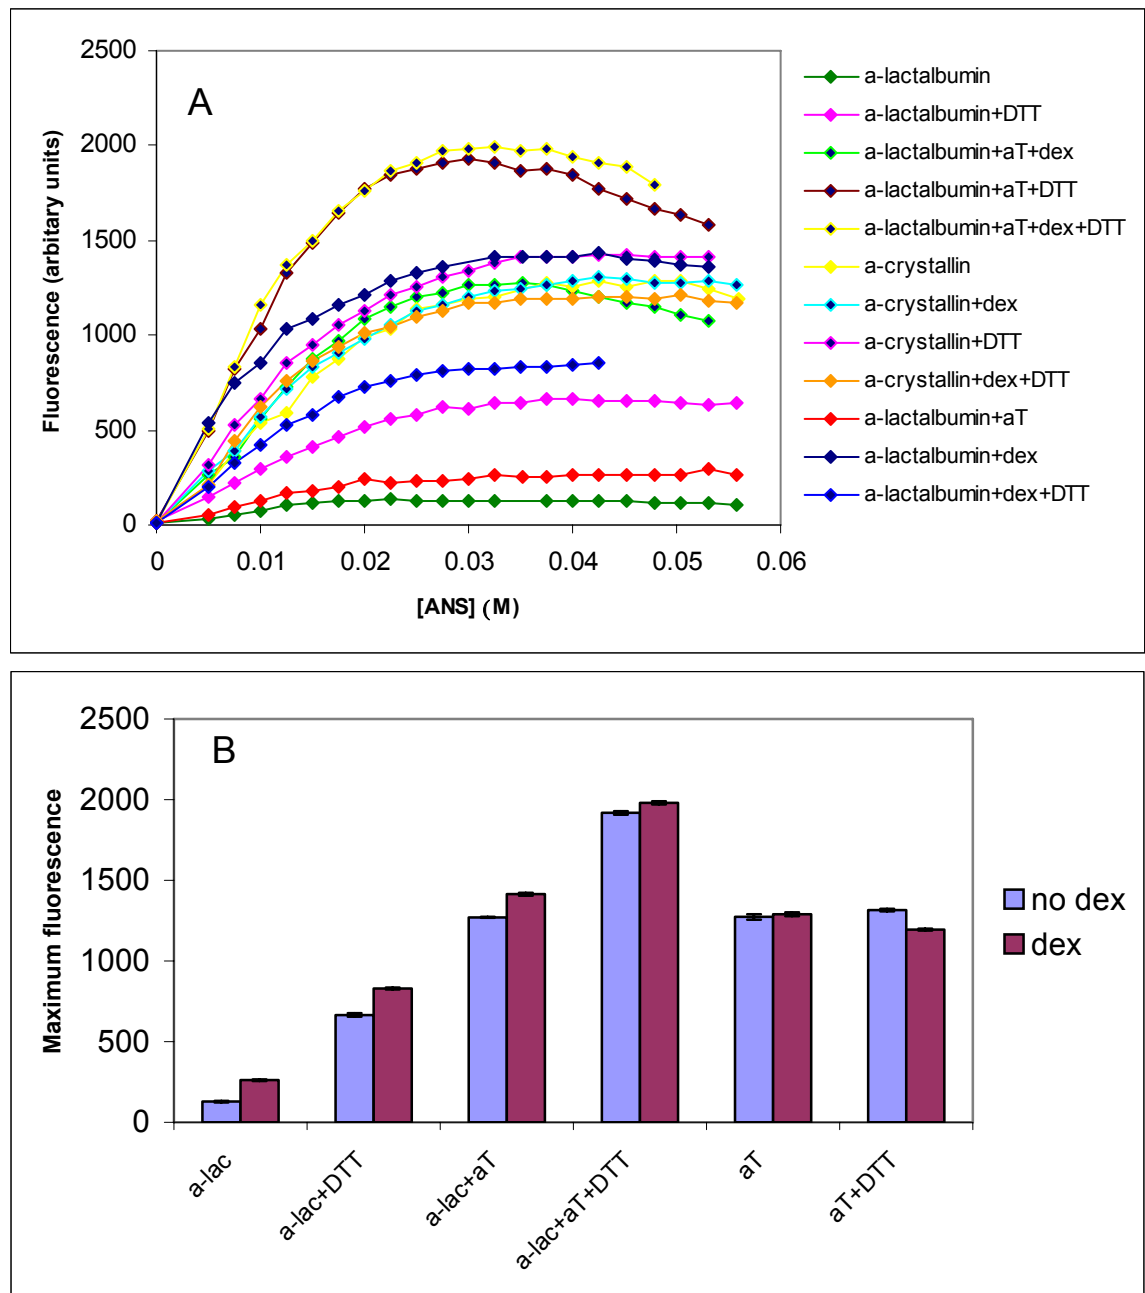 A
2500
2000
1500
1000
500
0
0 0.01 0.02 0.03 0.04 0.05 0.06
Fluorescence (arbitary units)
[ANS] (M)
a-lactalbumin
a-lactalbumin+DTT
a-lactalbumin+aT+dex
a-lactalbumin+aT+DTT
a-lactalbumin+aT+dex+DTT
a-crystallin
a-crystallin+dex
a-crystallin+DTT
a-crystallin+dex+DTT
a-lactalbumin+aT
a-lactalbumin+dex
a-lactalbumin+dex+DTT
B
2500
2000
1500
1000
500
0
Maximum fluorescence
a-lac
a-lac+DTT
a-lac+aT
a-lac+aT+DTT
aT
aT+DTT
no dex
dex